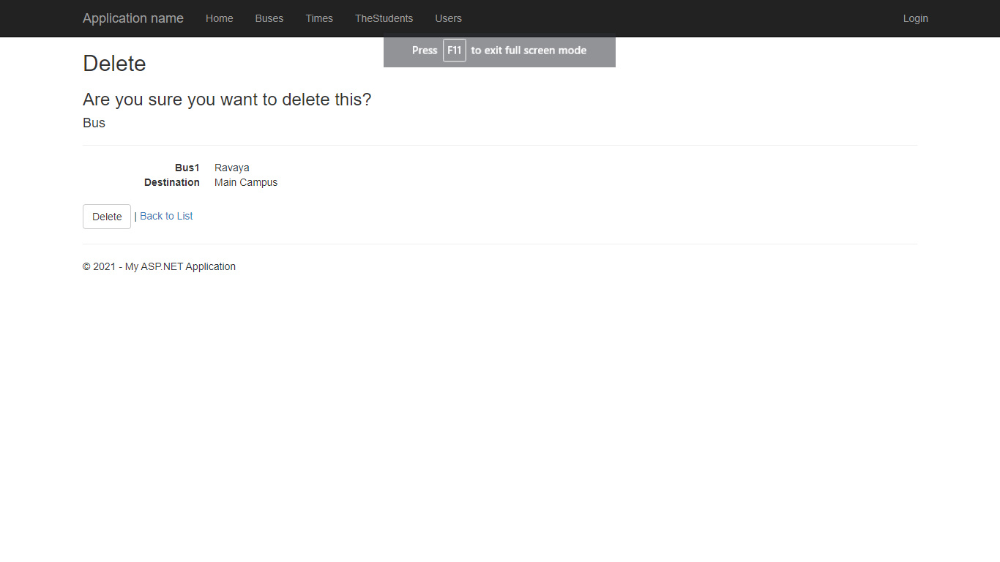 Application name Home Buses Times TheStudents Users Login
Press F11 to exit full screen mode
Delete
Are you sure you want to delete this?
Bus
Bus1 Ravaya
Destination Main Campus
Delete | Back to List
© 2021 - My ASP.NET Application